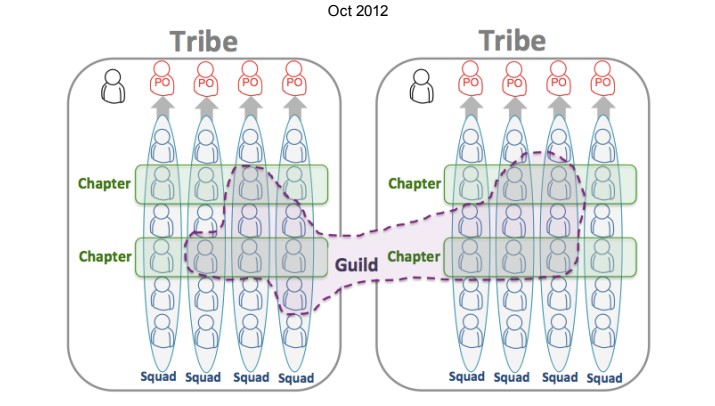 Oct 2012
Tribe
PO PO PO PO
Chapter
Chapter
Squad Squad Squad Squad
Guild
Tribe
PO PO PO PO
Chapter
Chapter
Squad Squad Squad Squad